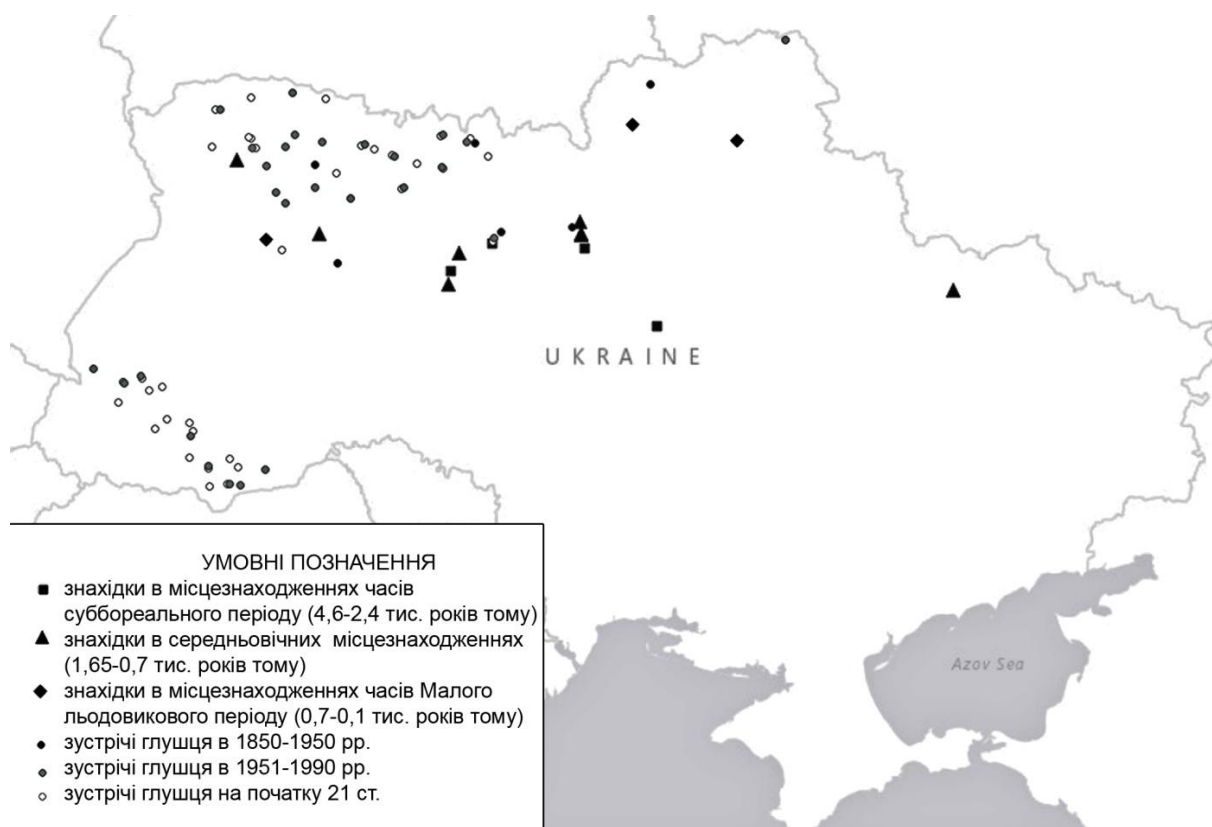 UKRAINE
Azov Sea
УМОВНІ ПОЗНАЧЕННЯ
знахідки в місцезнаходженнях часів
суббореального періоду (4,6-2,4 тис. років тому)
знахідки в середньовічних місцезнаходженнях
(1,65-0,7 тис. років тому)
знахідки в місцезнаходженнях часів Малого
льодовикового періоду (0,7-0,1 тис. років тому)
зустрічі глушця в 1850-1950 рр.
зустрічі глушця в 1951-1990 рр.
зустрічі глушця на початку 21 ст.